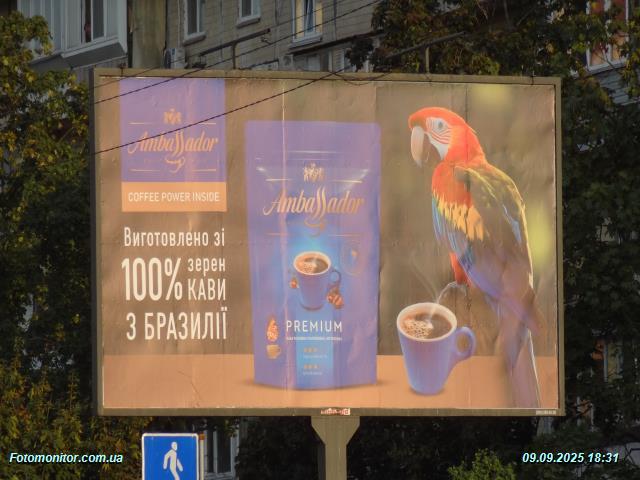 Ambassador
COFFEE POWER INSIDE
Виготовлено зі
100% зерен
КАВИ
З БРАЗИЛІЇ
Ambassador
PREMIUM
Fotomonitor.com.ua
09.09.2025 18:31